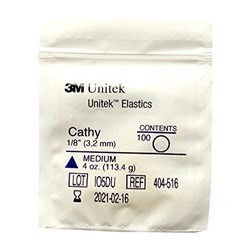 3M Unitek
Unitek™ Elastics
Cathy
1/8" (3,2 mm)
CONTENTS
100
MEDIUM
4 oz. (113.4 g)
LOT IO5DU REF 404-516
2021-02-16